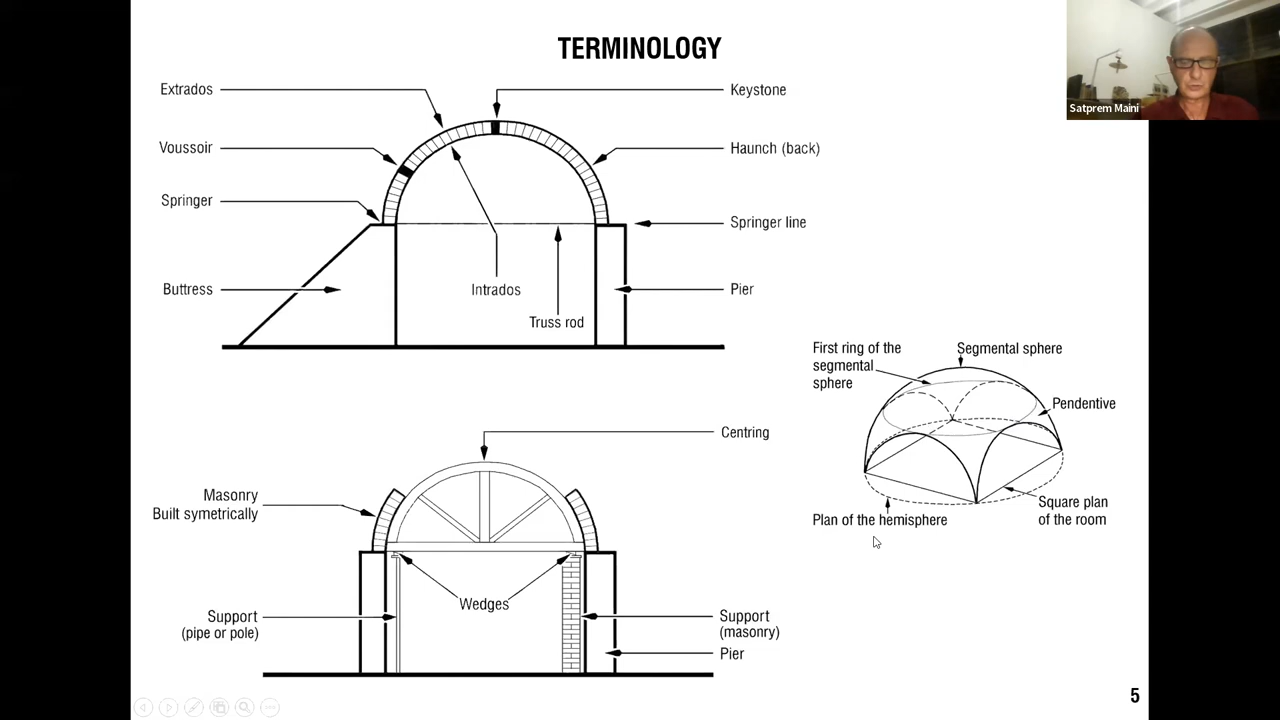 TERMINOLOGY
Satprem Maini
Extrados
Keystone
Voussoir
Haunch (back)
Springer
Springer line
Buttress
Intrados
Pier
Truss rod
First ring of the
segmental
sphere
Segmental sphere
Pendentive
Square plan
of the room
Plan of the hemisphere
Centring
Masonry
Built symetrically
Wedges
Support
(pipe or pole)
Support
(masonry)
Pier
5